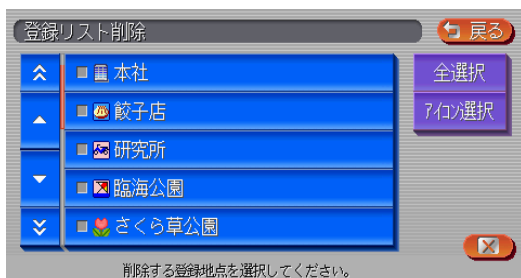 登録リスト削除
戻る
本社
全選択
餃子店
ｱｲｺﾝ選択
研究所
臨海公園
さくら草公園
削除する登録地点を選択してください。